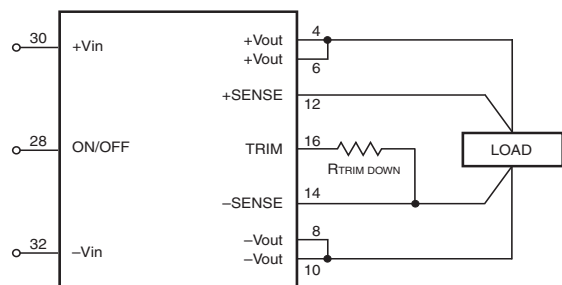 30 +Vin +Vout 4
+Vout 6
+SENSE 12
28 ON/OFF TRIM 16 LOAD
RTRIM DOWN
–SENSE 14
–Vout 8
32 –Vin –Vout 10